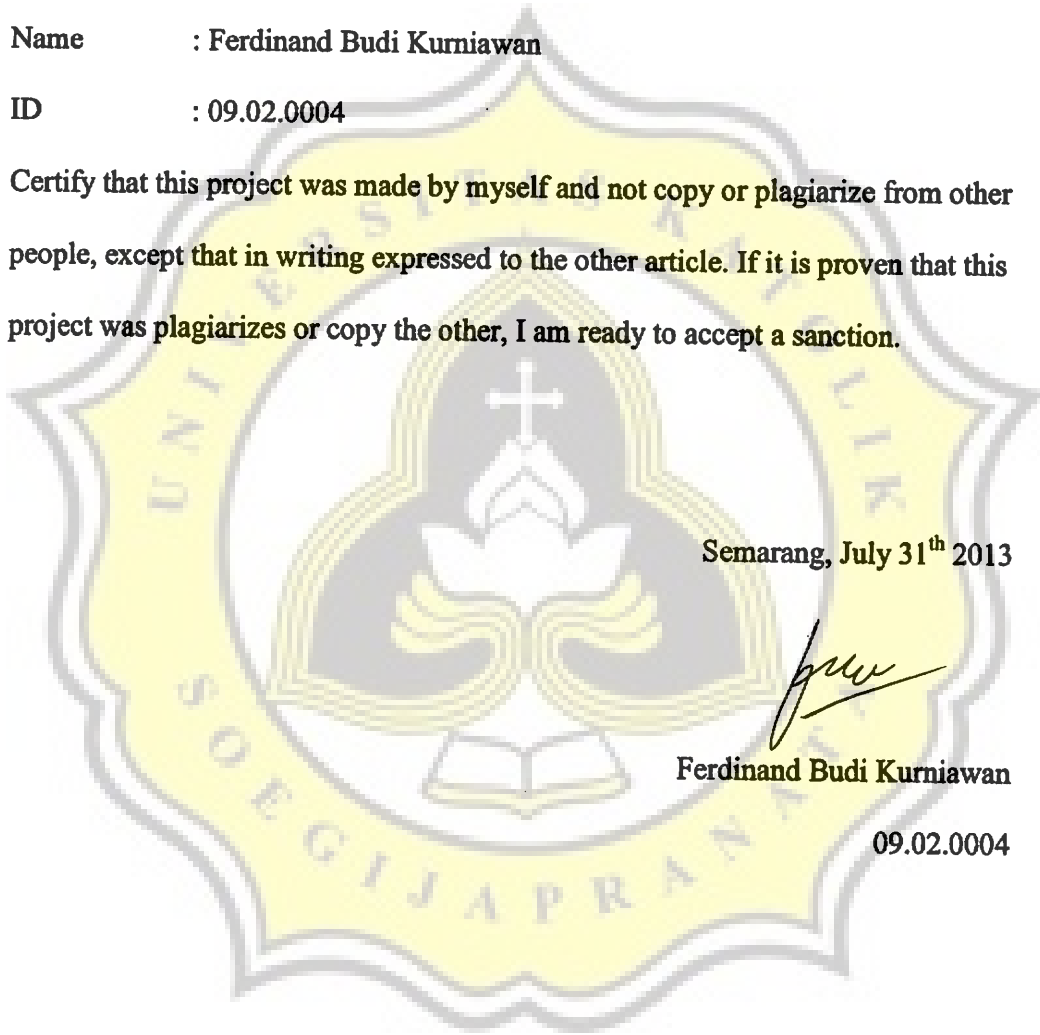 Name : Ferdinand Budi Kurniawan
ID : 09.02.0004
Certify that this project was made by myself and not copy or plagiarize from other
people, except that in writing expressed to the other article. If it is proven that this
project was plagiarizes or copy the other, I am ready to accept a sanction.
UNIVERSITAS KATOLIK
SOEGIJAPRANATA
Semarang, July 31th 2013
Ferdinand Budi Kurniawan
09.02.0004